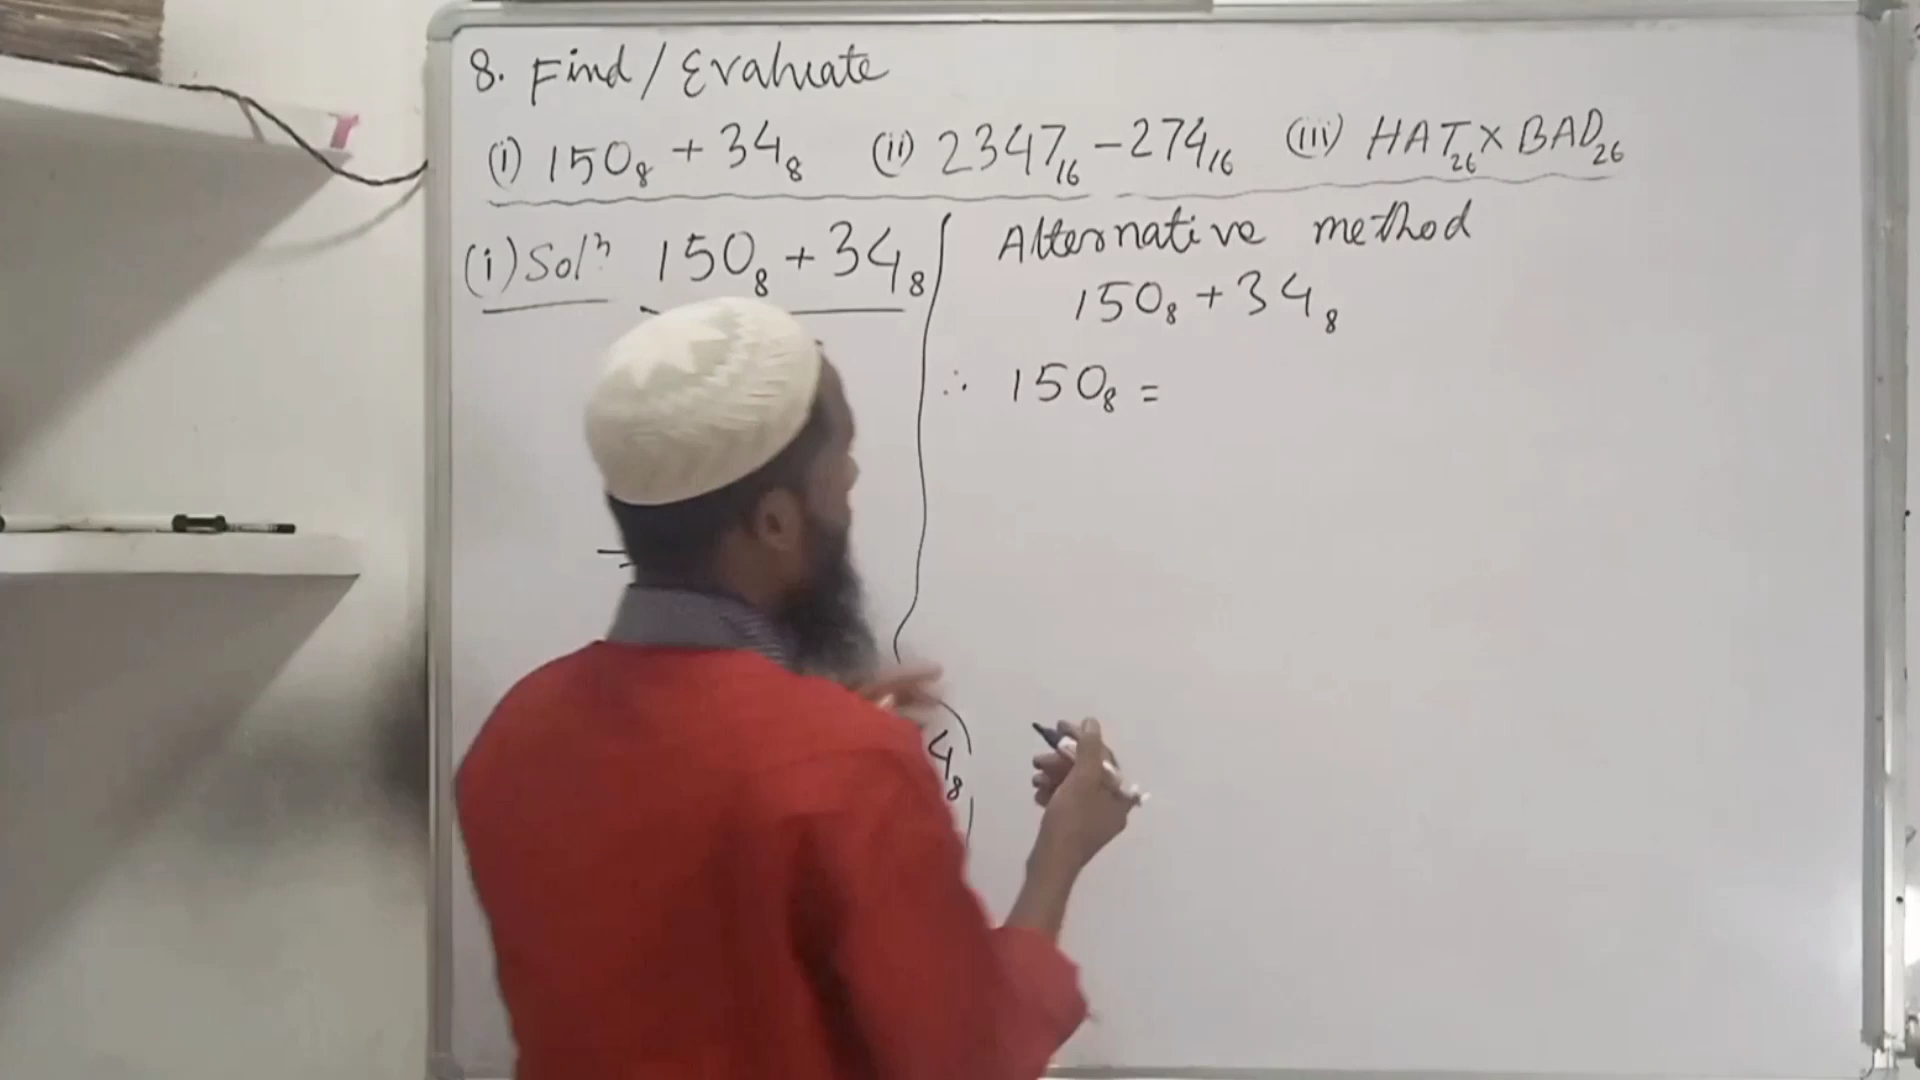 8. Find / Evaluate
(i) 150₈ + 34₈ (ii) 2347₁₆ - 274₁₆ (iii) HAT₂₆ × BAD₂₆
(i) Solⁿ 150₈ + 34₈
4₈
Alternative method
150₈ + 34₈
∴ 150₈ =